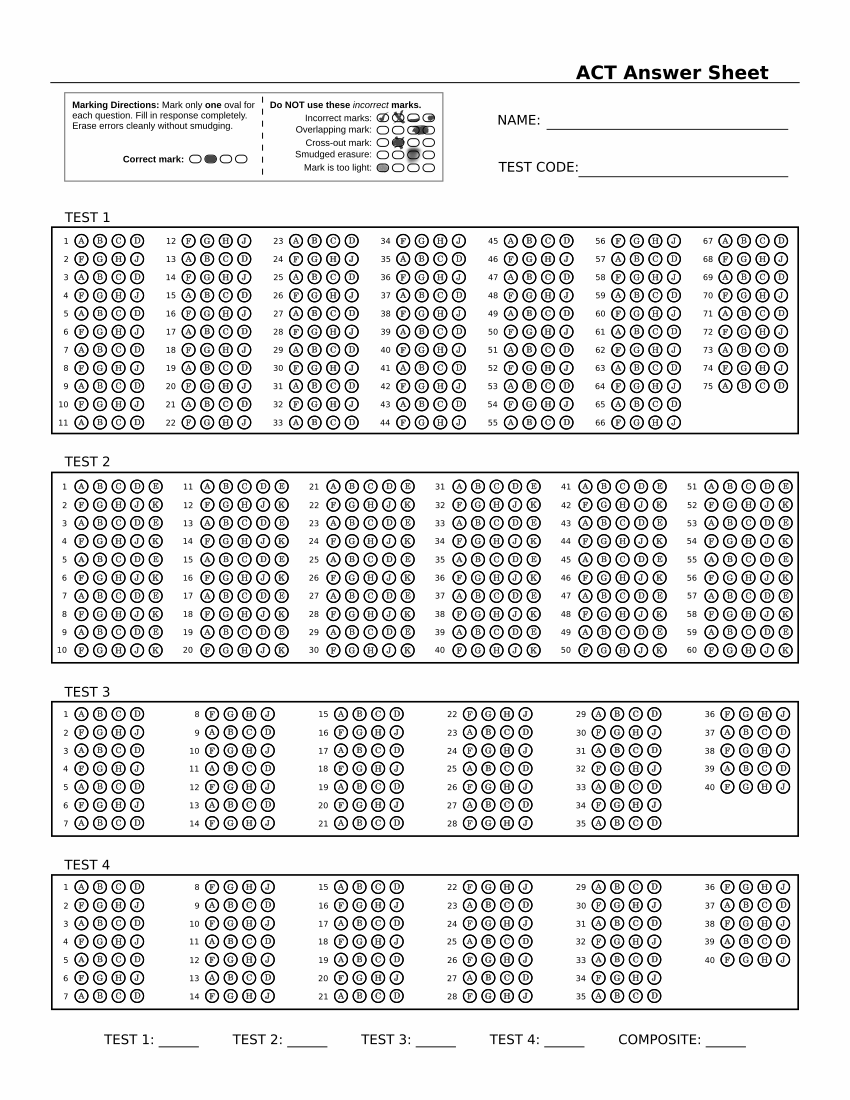 ACT Answer Sheet
Marking Directions: Mark only one oval for
each question. Fill in response completely.
Erase errors cleanly without smudging.
Correct mark:
Do NOT use these incorrect marks.
Incorrect marks:
Overlapping mark:
Cross-out mark:
Smudged erasure:
Mark is too light:
NAME:
TEST CODE:
TEST 1
1 A B C D 12 F G H J 23 A B C D 34 F G H J 45 A B C D 56 F G H J 67 A B C D
2 F G H J 13 A B C D 24 F G H J 35 A B C D 46 F G H J 57 A B C D 68 F G H J
3 A B C D 14 F G H J 25 A B C D 36 F G H J 47 A B C D 58 F G H J 69 A B C D
4 F G H J 15 A B C D 26 F G H J 37 A B C D 48 F G H J 59 A B C D 70 F G H J
5 A B C D 16 F G H J 27 A B C D 38 F G H J 49 A B C D 60 F G H J 71 A B C D
6 F G H J 17 A B C D 28 F G H J 39 A B C D 50 F G H J 61 A B C D 72 F G H J
7 A B C D 18 F G H J 29 A B C D 40 F G H J 51 A B C D 62 F G H J 73 A B C D
8 F G H J 19 A B C D 30 F G H J 41 A B C D 52 F G H J 63 A B C D 74 F G H J
9 A B C D 20 F G H J 31 A B C D 42 F G H J 53 A B C D 64 F G H J 75 A B C D
10 F G H J 21 A B C D 32 F G H J 43 A B C D 54 F G H J 65 A B C D
11 A B C D 22 F G H J 33 A B C D 44 F G H J 55 A B C D 66 F G H J
TEST 2
1 A B C D E 11 A B C D E 21 A B C D E 31 A B C D E 41 A B C D E 51 A B C D E
2 F G H J K 12 F G H J K 22 F G H J K 32 F G H J K 42 F G H J K 52 F G H J K
3 A B C D E 13 A B C D E 23 A B C D E 33 A B C D E 43 A B C D E 53 A B C D E
4 F G H J K 14 F G H J K 24 F G H J K 34 F G H J K 44 F G H J K 54 F G H J K
5 A B C D E 15 A B C D E 25 A B C D E 35 A B C D E 45 A B C D E 55 A B C D E
6 F G H J K 16 F G H J K 26 F G H J K 36 F G H J K 46 F G H J K 56 F G H J K
7 A B C D E 17 A B C D E 27 A B C D E 37 A B C D E 47 A B C D E 57 A B C D E
8 F G H J K 18 F G H J K 28 F G H J K 38 F G H J K 48 F G H J K 58 F G H J K
9 A B C D E 19 A B C D E 29 A B C D E 39 A B C D E 49 A B C D E 59 A B C D E
10 F G H J K 20 F G H J K 30 F G H J K 40 F G H J K 50 F G H J K 60 F G H J K
TEST 3
1 A B C D 8 F G H J 15 A B C D 22 F G H J 29 A B C D 36 F G H J
2 F G H J 9 A B C D 16 F G H J 23 A B C D 30 F G H J 37 A B C D
3 A B C D 10 F G H J 17 A B C D 24 F G H J 31 A B C D 38 F G H J
4 F G H J 11 A B C D 18 F G H J 25 A B C D 32 F G H J 39 A B C D
5 A B C D 12 F G H J 19 A B C D 26 F G H J 33 A B C D 40 F G H J
6 F G H J 13 A B C D 20 F G H J 27 A B C D 34 F G H J
7 A B C D 14 F G H J 21 A B C D 28 F G H J 35 A B C D
TEST 4
1 A B C D 8 F G H J 15 A B C D 22 F G H J 29 A B C D 36 F G H J
2 F G H J 9 A B C D 16 F G H J 23 A B C D 30 F G H J 37 A B C D
3 A B C D 10 F G H J 17 A B C D 24 F G H J 31 A B C D 38 F G H J
4 F G H J 11 A B C D 18 F G H J 25 A B C D 32 F G H J 39 A B C D
5 A B C D 12 F G H J 19 A B C D 26 F G H J 33 A B C D 40 F G H J
6 F G H J 13 A B C D 20 F G H J 27 A B C D 34 F G H J
7 A B C D 14 F G H J 21 A B C D 28 F G H J 35 A B C D
TEST 1: ______ TEST 2: ______ TEST 3: ______ TEST 4: ______ COMPOSITE: ______